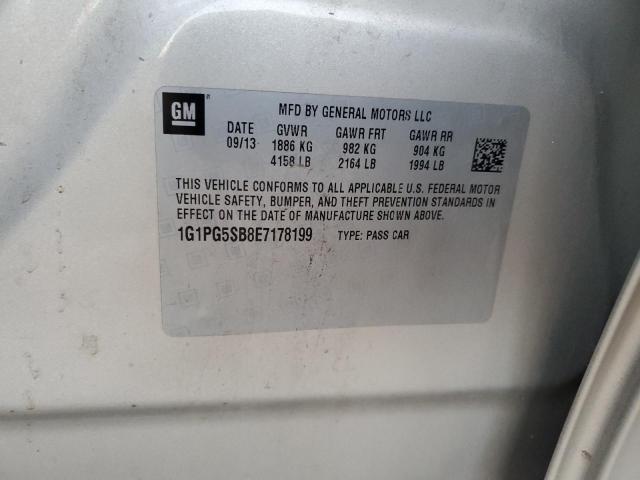 GM
MFD BY GENERAL MOTORS LLC
DATE GVWR GAWR FRT GAWR RR
09/13 1886 KG 982 KG 904 KG
4158 LB 2164 LB 1994 LB
THIS VEHICLE CONFORMS TO ALL APPLICABLE U.S. FEDERAL MOTOR
VEHICLE SAFETY, BUMPER, AND THEFT PREVENTION STANDARDS IN
EFFECT ON THE DATE OF MANUFACTURE SHOWN ABOVE.
1G1PG5SB8E7178199 TYPE: PASS CAR